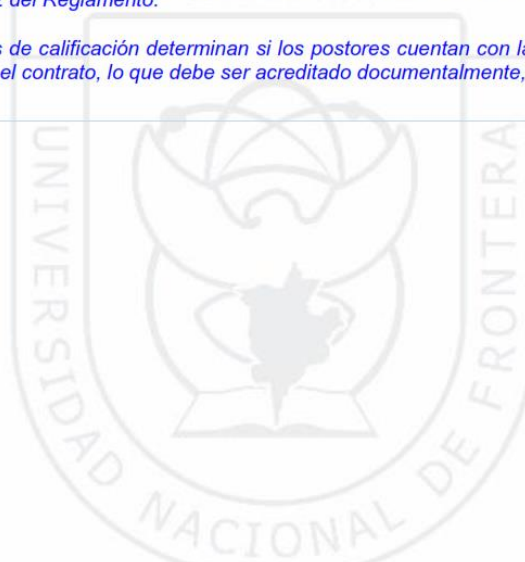 del Reglamento.
s de calificación determinan si los postores cuentan con la
el contrato, lo que debe ser acreditado documentalmente,
UNIVERSIDAD NACIONAL DE FRONTERA